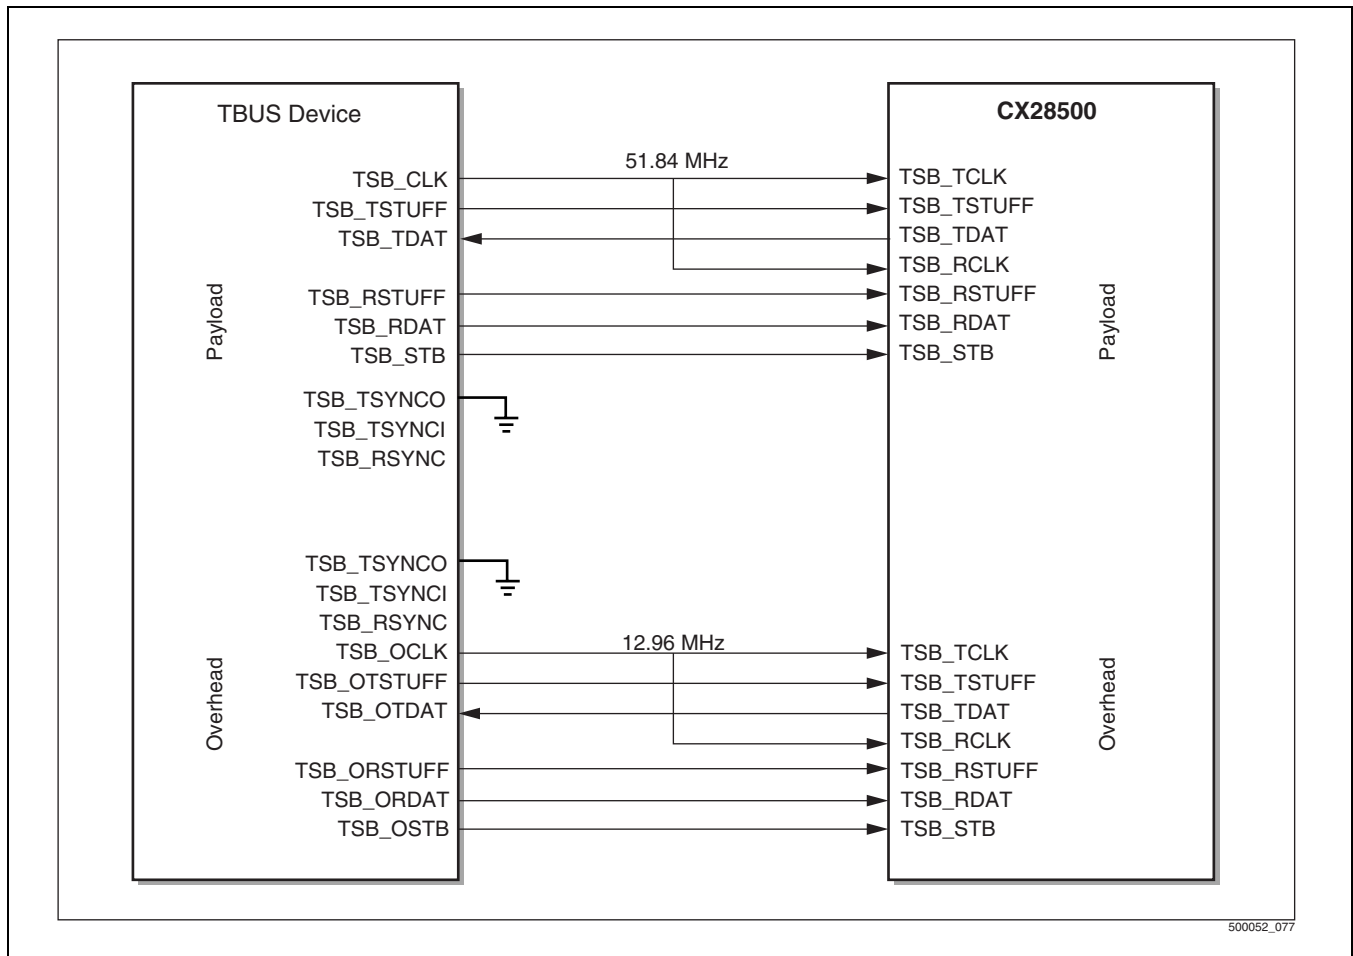 TBUS Device
CX28500
51.84 MHz
TSB_CLK
TSB_TSTUFF
TSB_TDAT
TSB_RSTUFF
TSB_RDAT
TSB_STB
TSB_TSYNCO
TSB_TSYNCI
TSB_RSYNC
Payload
TSB_TCLK
TSB_TSTUFF
TSB_TDAT
TSB_RCLK
TSB_RSTUFF
TSB_RDAT
TSB_STB
Payload
TSB_TSYNCO
TSB_TSYNCI
TSB_RSYNC
TSB_OCLK
TSB_OTSTUFF
TSB_OTDAT
TSB_ORSTUFF
TSB_ORDAT
TSB_OSTB
Overhead
12.96 MHz
TSB_TCLK
TSB_TSTUFF
TSB_TDAT
TSB_RCLK
TSB_RSTUFF
TSB_RDAT
TSB_STB
Overhead
500052_077